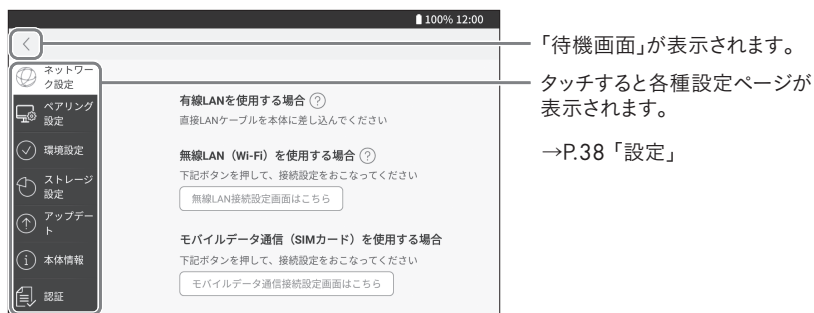 100% 12:00
「待機画面」が表示されます。
ネットワー
ク設定
タッチすると各種設定ページが
表示されます。
→P.38「設定」
ペアリング
設定
環境設定
ストレージ
設定
アップデー
ト
本体情報
認証
有線LANを使用する場合 ?
直接LANケーブルを本体に差し込んでください
無線LAN（Wi-Fi）を使用する場合 ?
下記ボタンを押して、接続設定をおこなってください
無線LAN接続設定画面はこちら
モバイルデータ通信（SIMカード）を使用する場合
下記ボタンを押して、接続設定をおこなってください
モバイルデータ通信接続設定画面はこちら